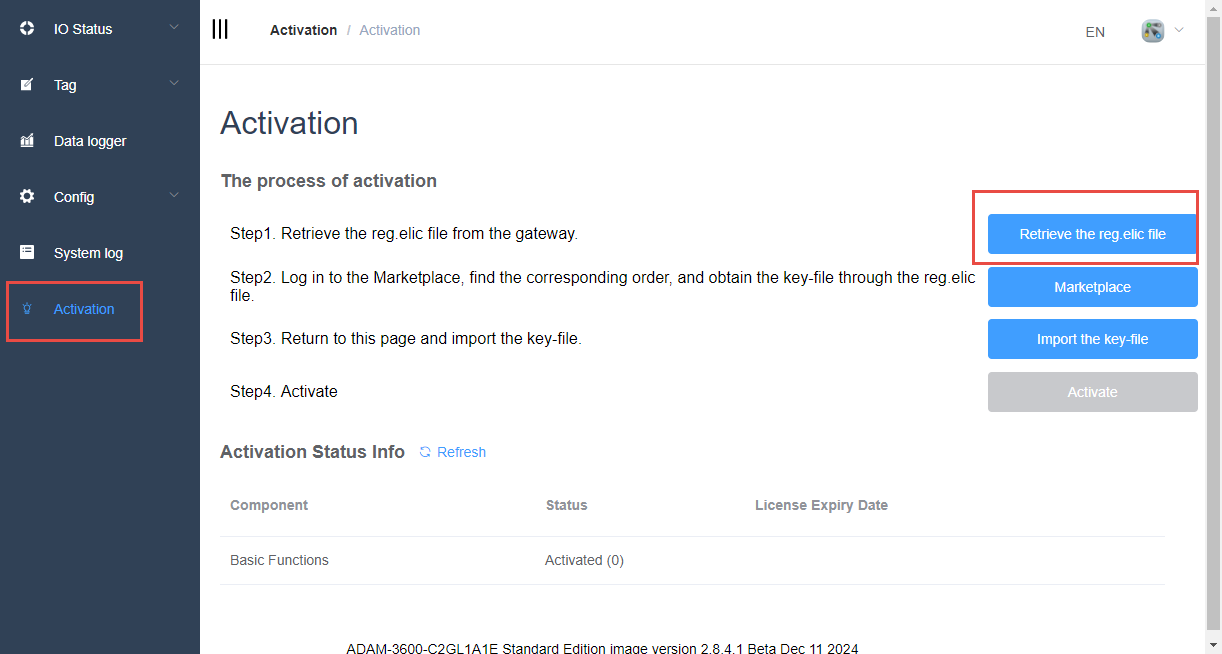 IO Status
Tag
Data logger
Config
System log
Activation
Activation / Activation
EN
Activation
The process of activation
Step1. Retrieve the reg.elic file from the gateway.
Retrieve the reg.elic file
Step2. Log in to the Marketplace, find the corresponding order, and obtain the key-file through the reg.elic
file.
Marketplace
Step3. Return to this page and import the key-file.
Import the key-file
Step4. Activate
Activate
Activation Status Info Refresh
Component Status License Expiry Date
Basic Functions Activated (0)
ADAM-3600-C2GL1A1E Standard Edition image version 2.8.4.1 Beta Dec 11 2024